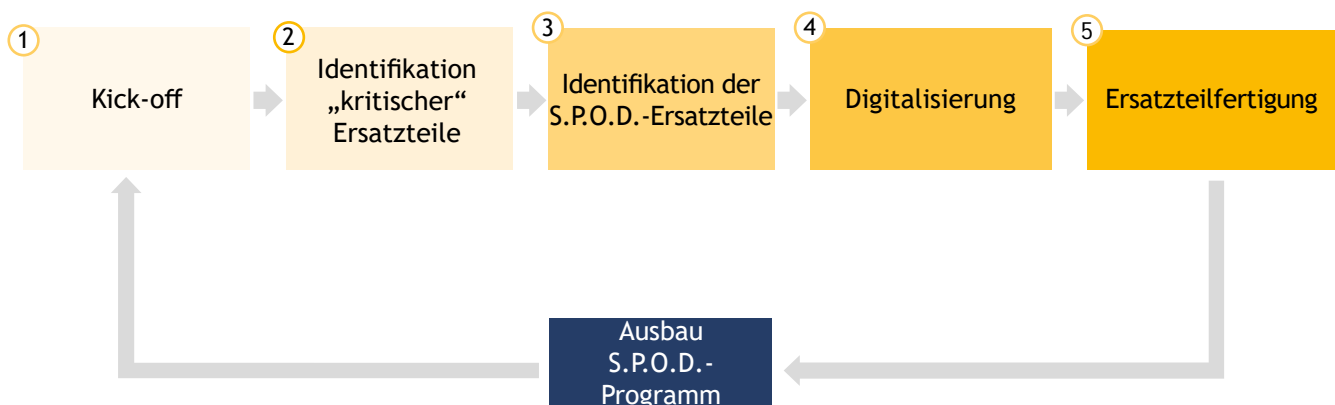 1
Kick-off
2
Identifikation
„kritischer“
Ersatzteile
3
Identifikation der
S.P.O.D.-Ersatzteile
4
Digitalisierung
5
Ersatzteilfertigung
Ausbau
S.P.O.D.-
Programm